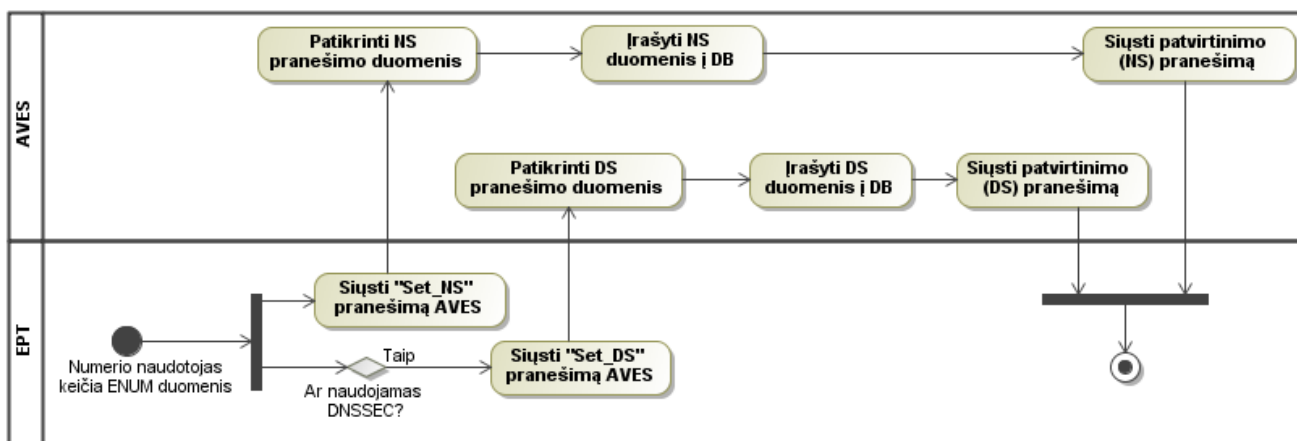 AVES
Patikrinti NS
pranešimo duomenis
Įrašyti NS
duomenis į DB
Siųsti patvirtinimo
(NS) pranešimą
Patikrinti DS
pranešimo duomenis
Įrašyti DS
duomenis į DB
Siųsti patvirtinimo
(DS) pranešimą
EPT
Siųsti "Set_NS"
pranešimą AVES
Numerio naudotojas
keičia ENUM duomenis
Taip
Ar naudojamas
DNSSEC?
Siųsti "Set_DS"
pranešimą AVES